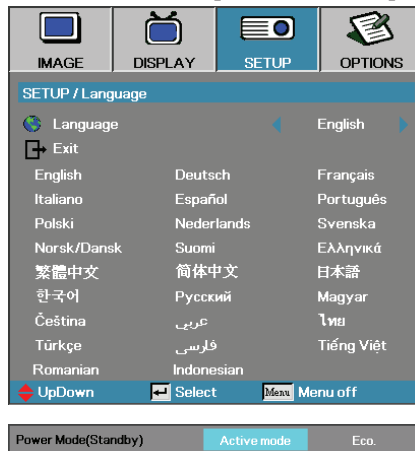 IMAGE DISPLAY SETUP OPTIONS
SETUP / Language
Language English
Exit
English Deutsch Français
Italiano Español Português
Polski Nederlands Svenska
Norsk/Dansk Suomi Ελληνικά
繁體中文 简体中文 日本語
한국어 Русский Magyar
Čeština عربي ไทย
Türkçe فارسی Tiếng Việt
Romanian Indonesian
UpDown Select Menu Menu off
Power Mode(Standby) Active mode Eco.